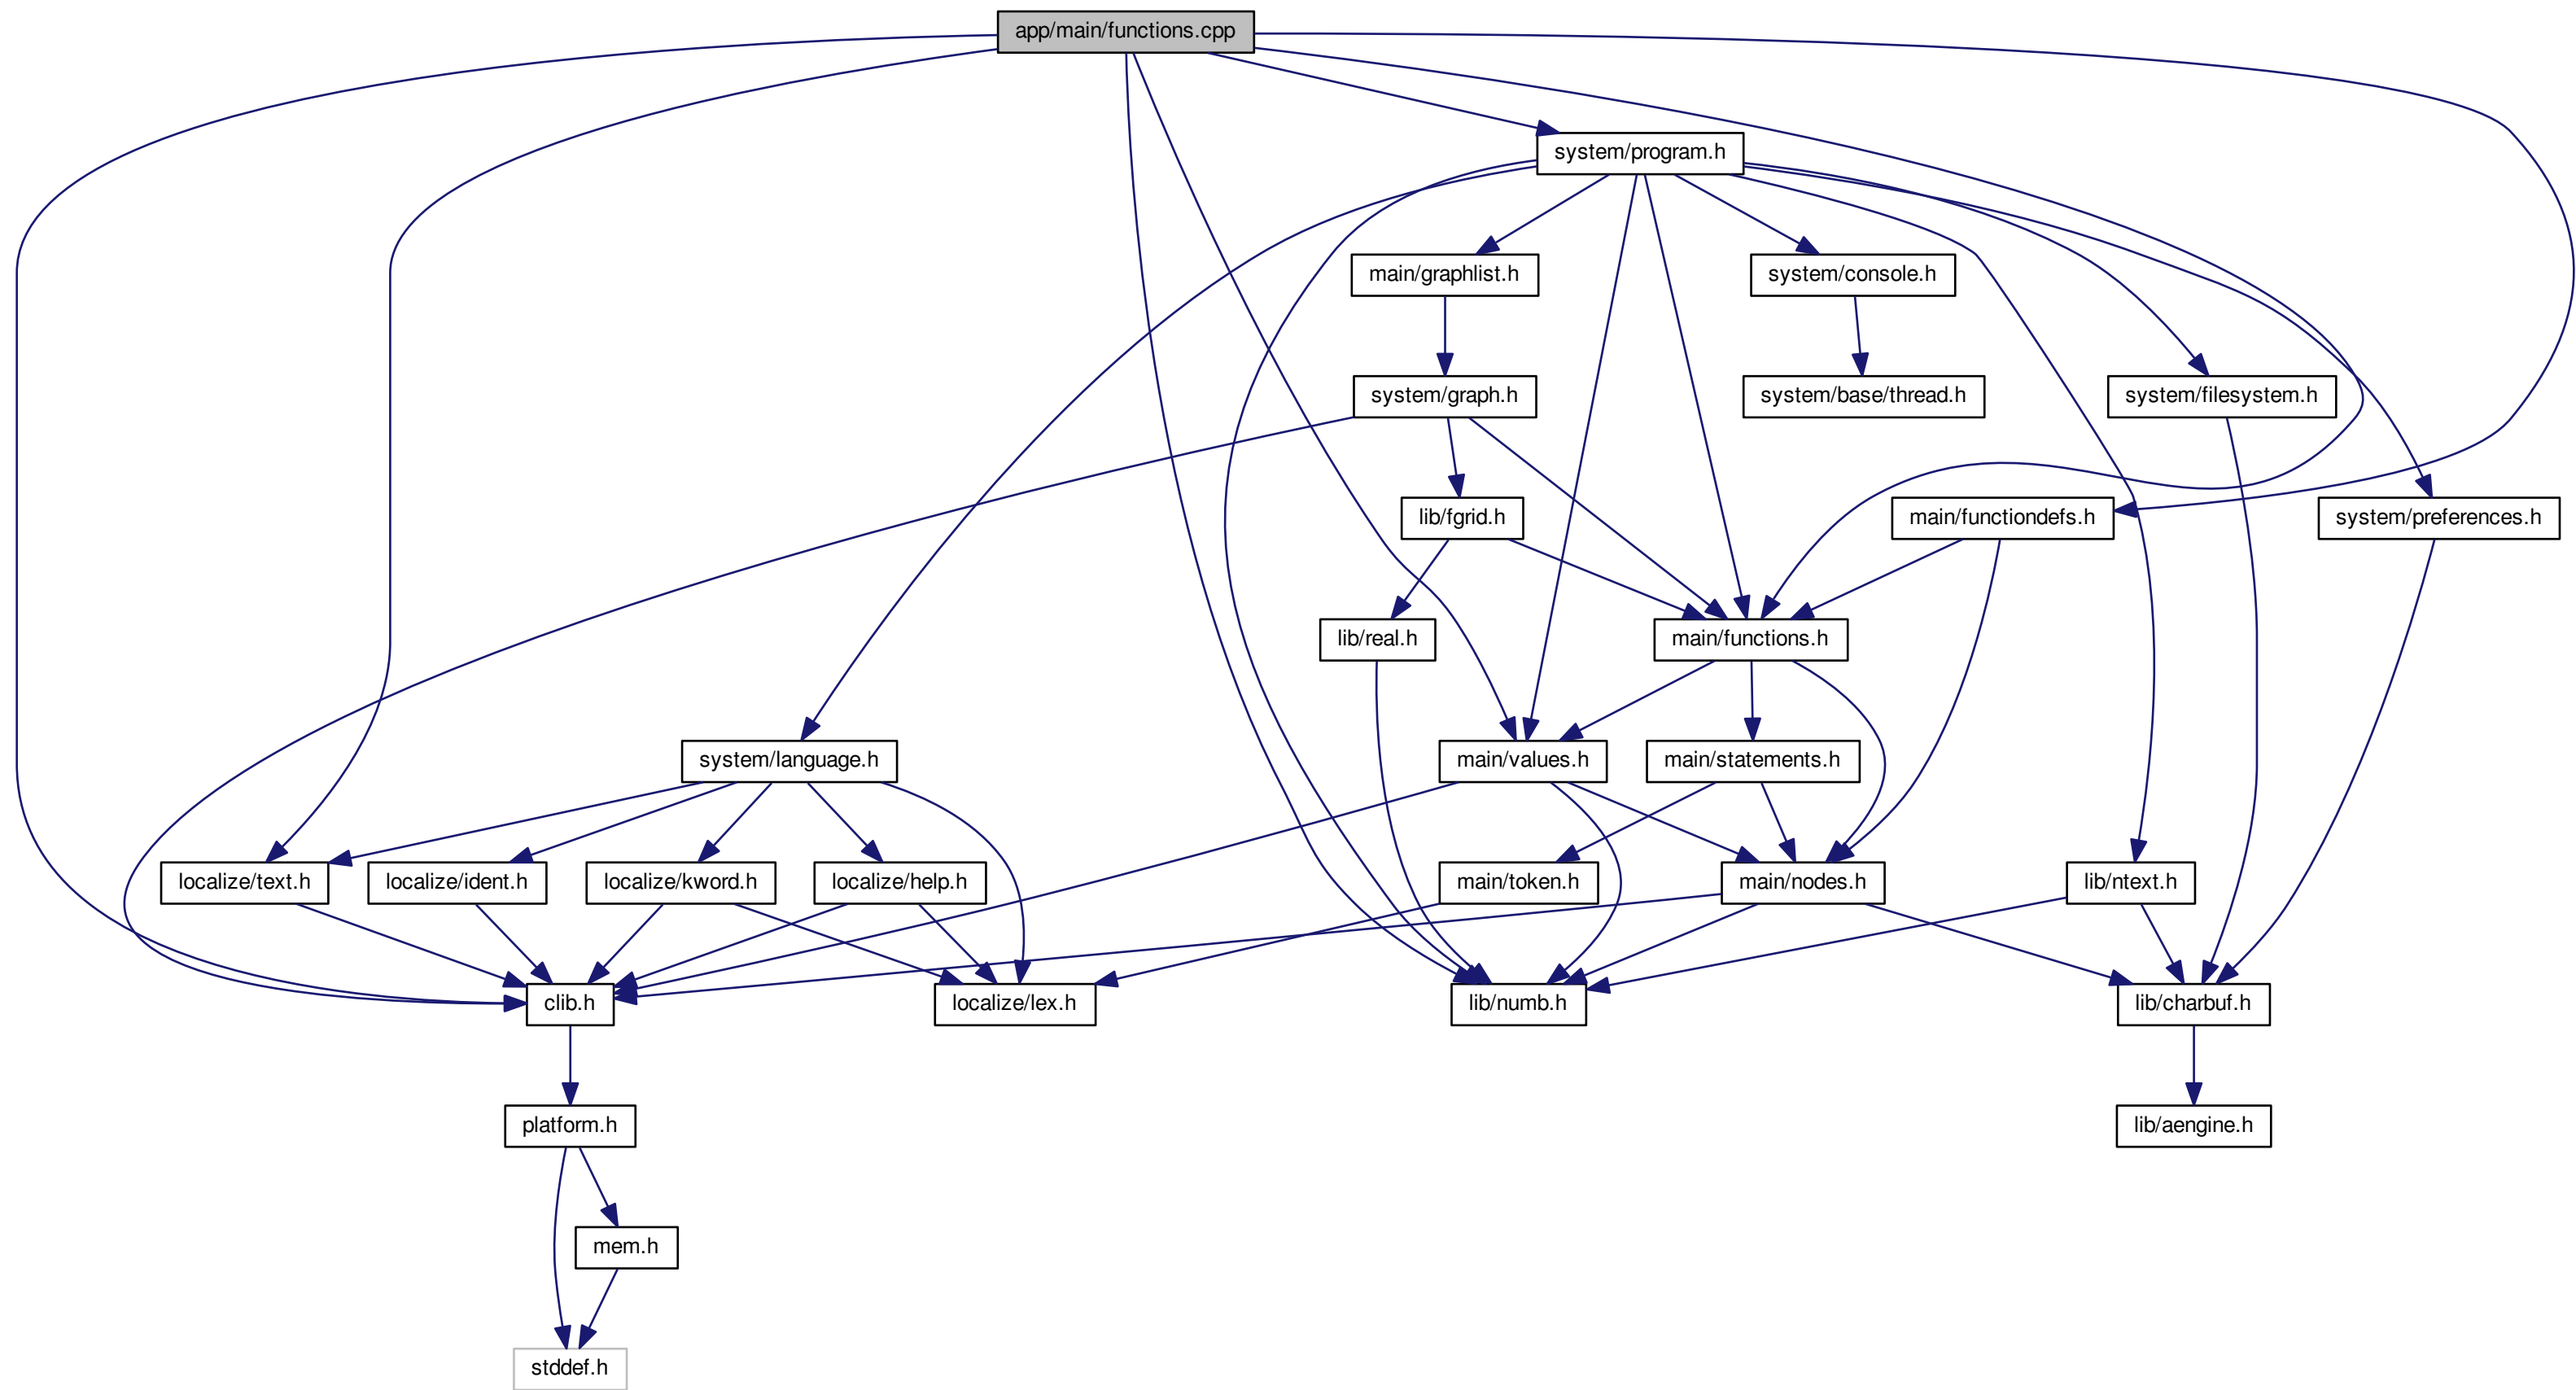 app/main/functions.cpp
system/program.h
main/graphlist.h
system/console.h
system/graph.h
system/base/thread.h
system/filesystem.h
lib/fgrid.h
main/functiondefs.h
system/preferences.h
lib/real.h
main/functions.h
system/language.h
main/values.h
main/statements.h
localize/text.h
localize/ident.h
localize/kword.h
localize/help.h
main/token.h
main/nodes.h
lib/ntext.h
clib.h
localize/lex.h
lib/numb.h
lib/charbuf.h
platform.h
lib/aengine.h
mem.h
stddef.h